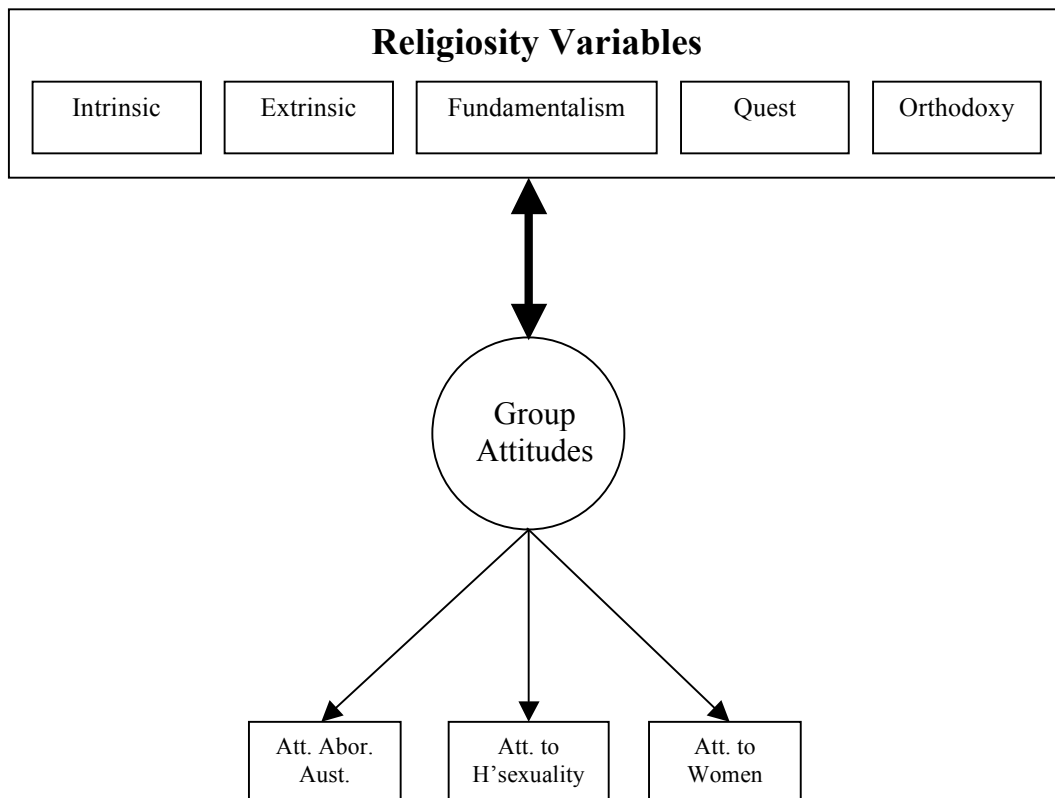 Religiosity Variables
Intrinsic
Extrinsic
Fundamentalism
Quest
Orthodoxy
Group
Attitudes
Att. Abor.
Aust.
Att. to
H’sexuality
Att. to
Women